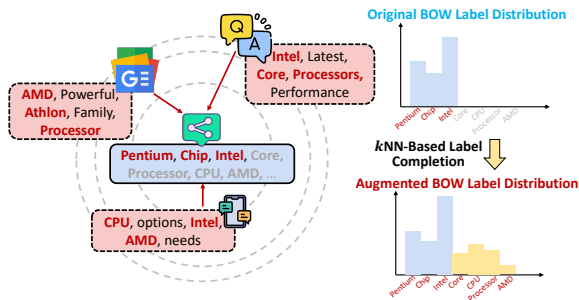 Q
A
GE
Intel, Latest,
Core, Processors,
Performance
AMD, Powerful,
Athlon, Family,
Processor
Pentium, Chip, Intel, Core,
Processor, CPU, AMD, ...
CPU, options, Intel,
AMD, needs
Original BOW Label Distribution
Pentium
Chip
Intel
Core
CPU
Processor
AMD
kNN-Based Label
Completion
Augmented BOW Label Distribution
Pentium
Chip
Intel
Core
CPU
Processor
AMD